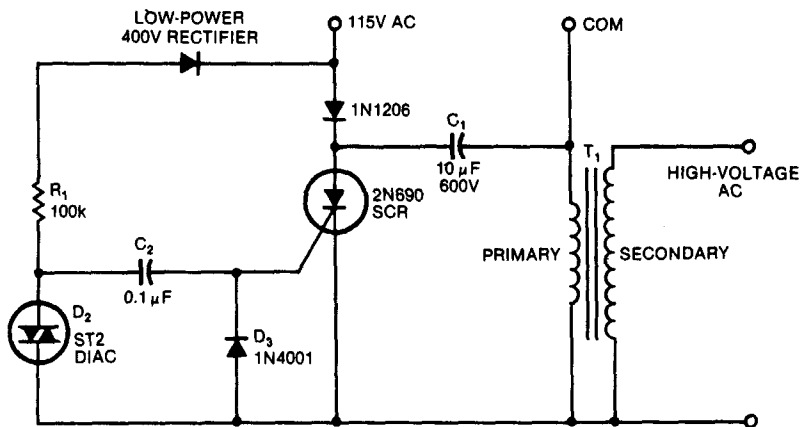 LOW-POWER
400V RECTIFIER
115V AC
COM
1N1206
C1
10 µF
600V
T1
HIGH-VOLTAGE
AC
R1
100k
2N690
SCR
PRIMARY
SECONDARY
C2
0.1 µF
D2
ST2
DIAC
D3
1N4001